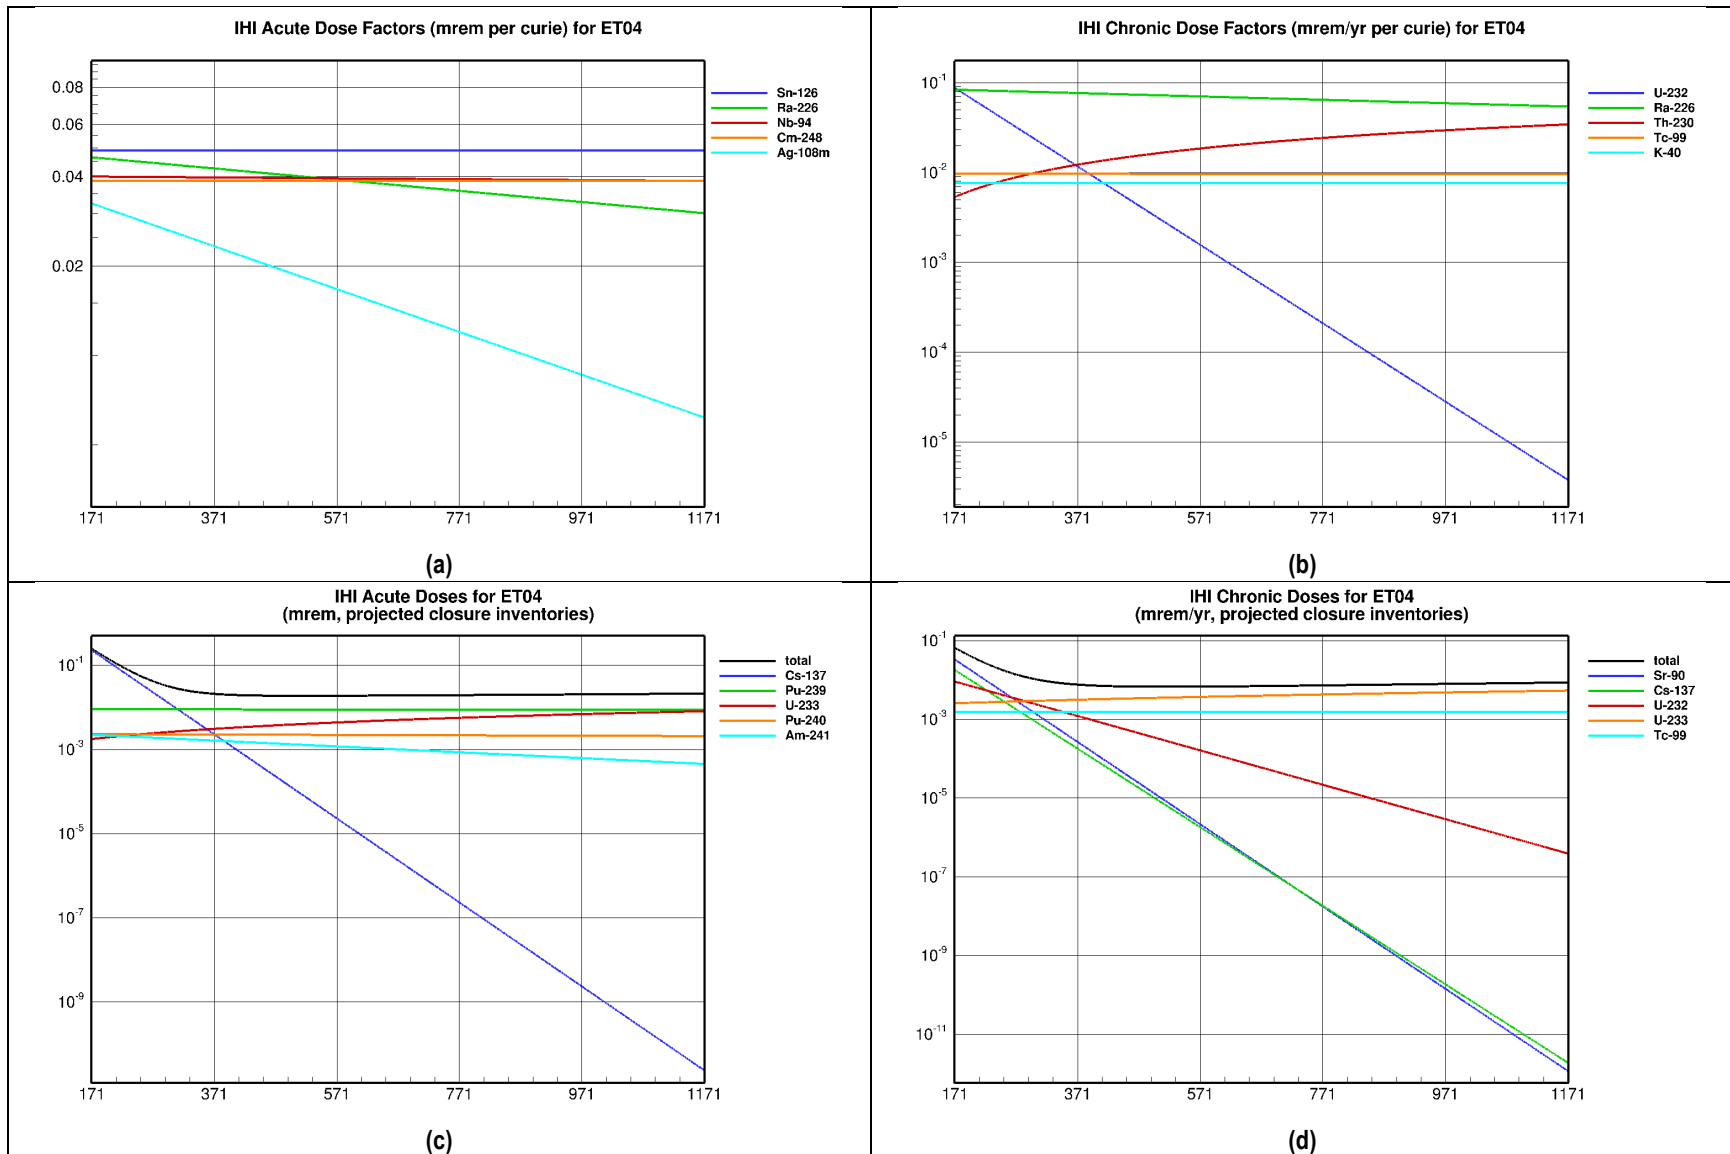 IHI Acute Dose Factors (mrem per curie) for ET04
0.08
0.06
0.04
0.02
171 371 571 771 971 1171
Sn-126
Ra-226
Nb-94
Cm-248
Ag-108m
(a)
IHI Chronic Dose Factors (mrem/yr per curie) for ET04
10-1
10-2
10-3
10-4
10-5
171 371 571 771 971 1171
U-232
Ra-226
Th-230
Tc-99
K-40
(b)
IHI Acute Doses for ET04
(mrem, projected closure inventories)
10-1
10-3
10-5
10-7
10-9
171 371 571 771 971 1171
total
Cs-137
Pu-239
U-233
Pu-240
Am-241
(c)
IHI Chronic Doses for ET04
(mrem/yr, projected closure inventories)
10-1
10-3
10-5
10-7
10-9
10-11
171 371 571 771 971 1171
total
Sr-90
Cs-137
U-232
U-233
Tc-99
(d)